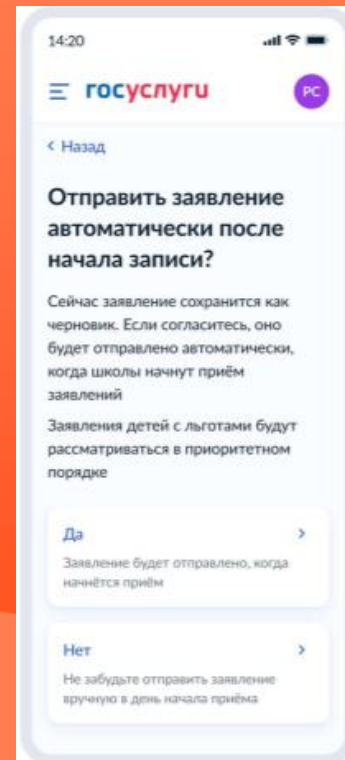 14:20
госуслуги
РС
< Назад
Отправить заявление
автоматически после
начала записи?
Сейчас заявление сохранится как
черновик. Если согласитесь, оно
будет отправлено автоматически,
когда школы начнут приём
заявлений
Заявления детей с льготами будут
рассматриваться в приоритетном
порядке
Да
Заявление будет отправлено, когда
начнётся приём
Нет
Не забудьте отправить заявление
вручную в день начала приёма